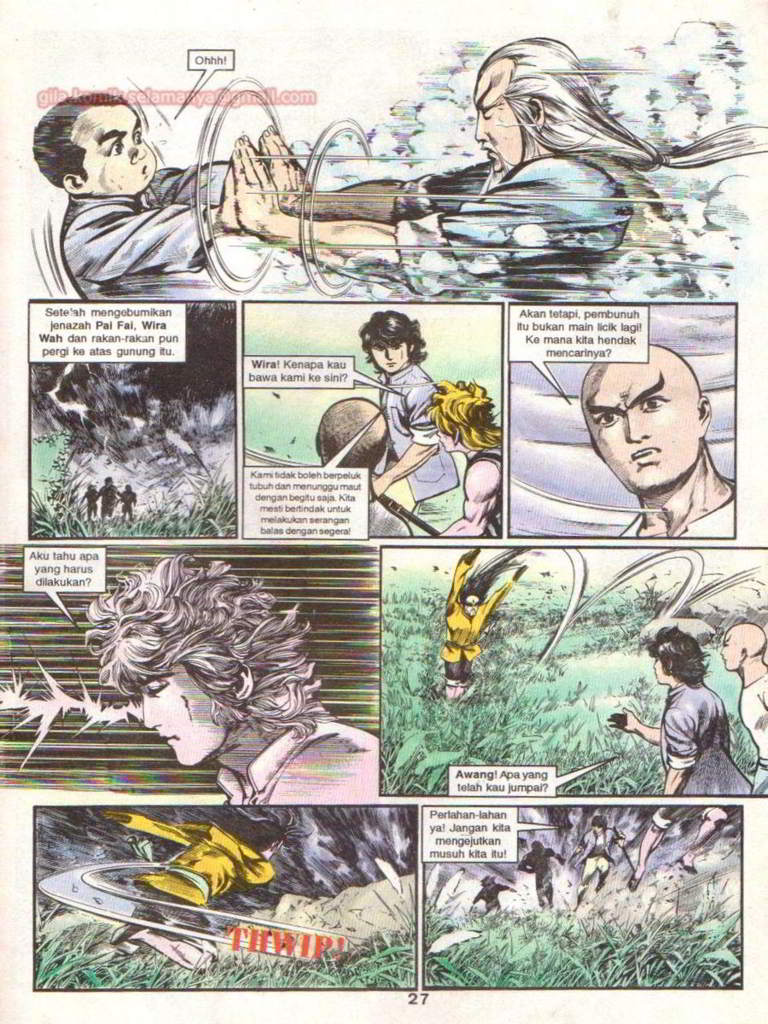 Ohhh!
gila-komik-selamanya@gmail.com
Setelah mengebumikan
jenazah Pai Fai, Wira
Wah dan rakan-rakan pun
pergi ke atas gunung itu.
Wira! Kenapa kau
bawa kami ke sini?
Kami tidak boleh berpeluk
tubuh dan menunggu maut
dengan begitu saja. Kita
mesti bertindak untuk
melakukan serangan
balas dengan segera!
Akan tetapi, pembunuh
itu bukan main licik lagi!
Ke mana kita hendak
mencarinya?
Aku tahu apa
yang harus
dilakukan?
Awang! Apa yang
telah kau jumpai?
THWIP!
Perlahan-lahan
ya! Jangan kita
mengejutkan
musuh kita itu!
27